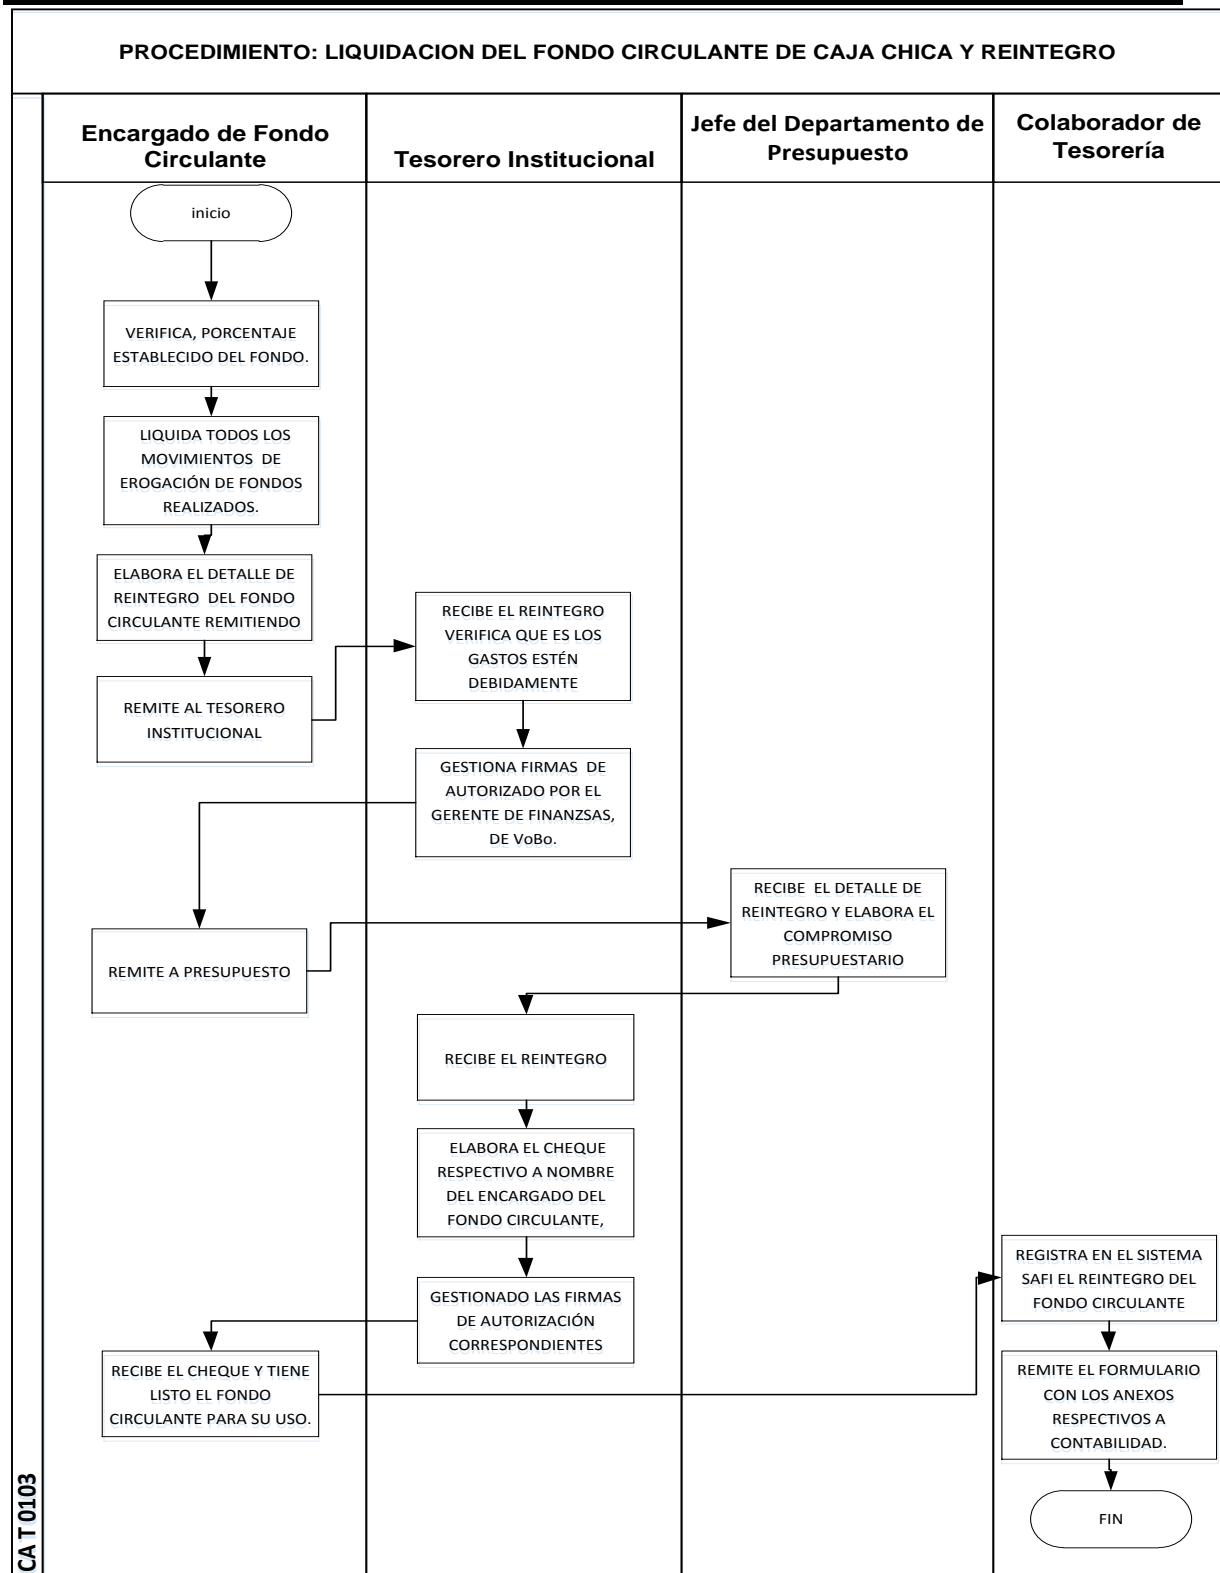 PROCEDIMIENTO: LIQUIDACION DEL FONDO CIRCULANTE DE CAJA CHICA Y REINTEGRO
Encargado de Fondo
Circulante
Tesorero Institucional
Jefe del Departamento de
Presupuesto
Colaborador de
Tesorería
inicio
VERIFICA, PORCENTAJE
ESTABLECIDO DEL FONDO.
LIQUIDA TODOS LOS
MOVIMIENTOS DE
EROGACIÓN DE FONDOS
REALIZADOS.
ELABORA EL DETALLE DE
REINTEGRO DEL FONDO
CIRCULANTE REMITIENDO
REMITE AL TESORERO
INSTITUCIONAL
RECIBE EL REINTEGRO
VERIFICA QUE ES LOS
GASTOS ESTÉN
DEBIDAMENTE
GESTIONA FIRMAS DE
AUTORIZADO POR EL
GERENTE DE FINANZSAS,
DE VoBo.
REMITE A PRESUPUESTO
RECIBE EL DETALLE DE
REINTEGRO Y ELABORA EL
COMPROMISO
PRESUPUESTARIO
RECIBE EL REINTEGRO
ELABORA EL CHEQUE
RESPECTIVO A NOMBRE
DEL ENCARGADO DEL
FONDO CIRCULANTE,
GESTIONADO LAS FIRMAS
DE AUTORIZACIÓN
CORRESPONDIENTES
RECIBE EL CHEQUE Y TIENE
LISTO EL FONDO
CIRCULANTE PARA SU USO.
REGISTRA EN EL SISTEMA
SAFI EL REINTEGRO DEL
FONDO CIRCULANTE
REMITE EL FORMULARIO
CON LOS ANEXOS
RESPECTIVOS A
CONTABILIDAD.
FIN
CA T 0103